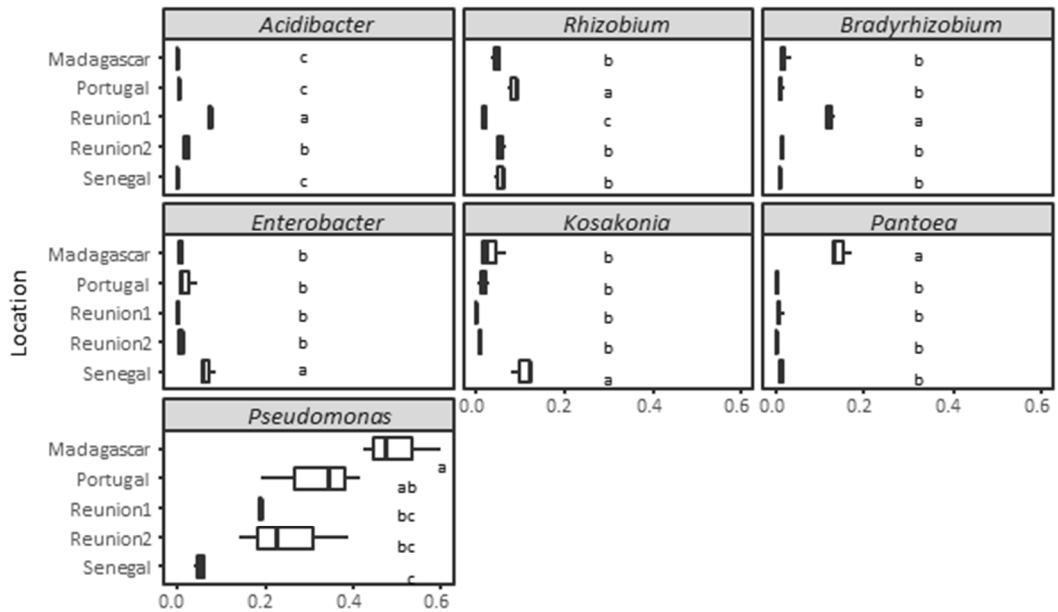 Acidibacter Rhizobium Bradyrhizobium
Madagascar c b b
Portugal c a b
Reunion1 a c a
Reunion2 b b b
Senegal c b b
Enterobacter Kosakonia Pantoea
Madagascar b b a
Portugal b b b
Reunion1 b b b
Reunion2 b b b
Senegal a a b
Location
0.0 0.2 0.4 0.6 0.0 0.2 0.4 0.6
Pseudomonas
Madagascar a
Portugal ab
Reunion1 bc
Reunion2 bc
Senegal c
0.0 0.2 0.4 0.6